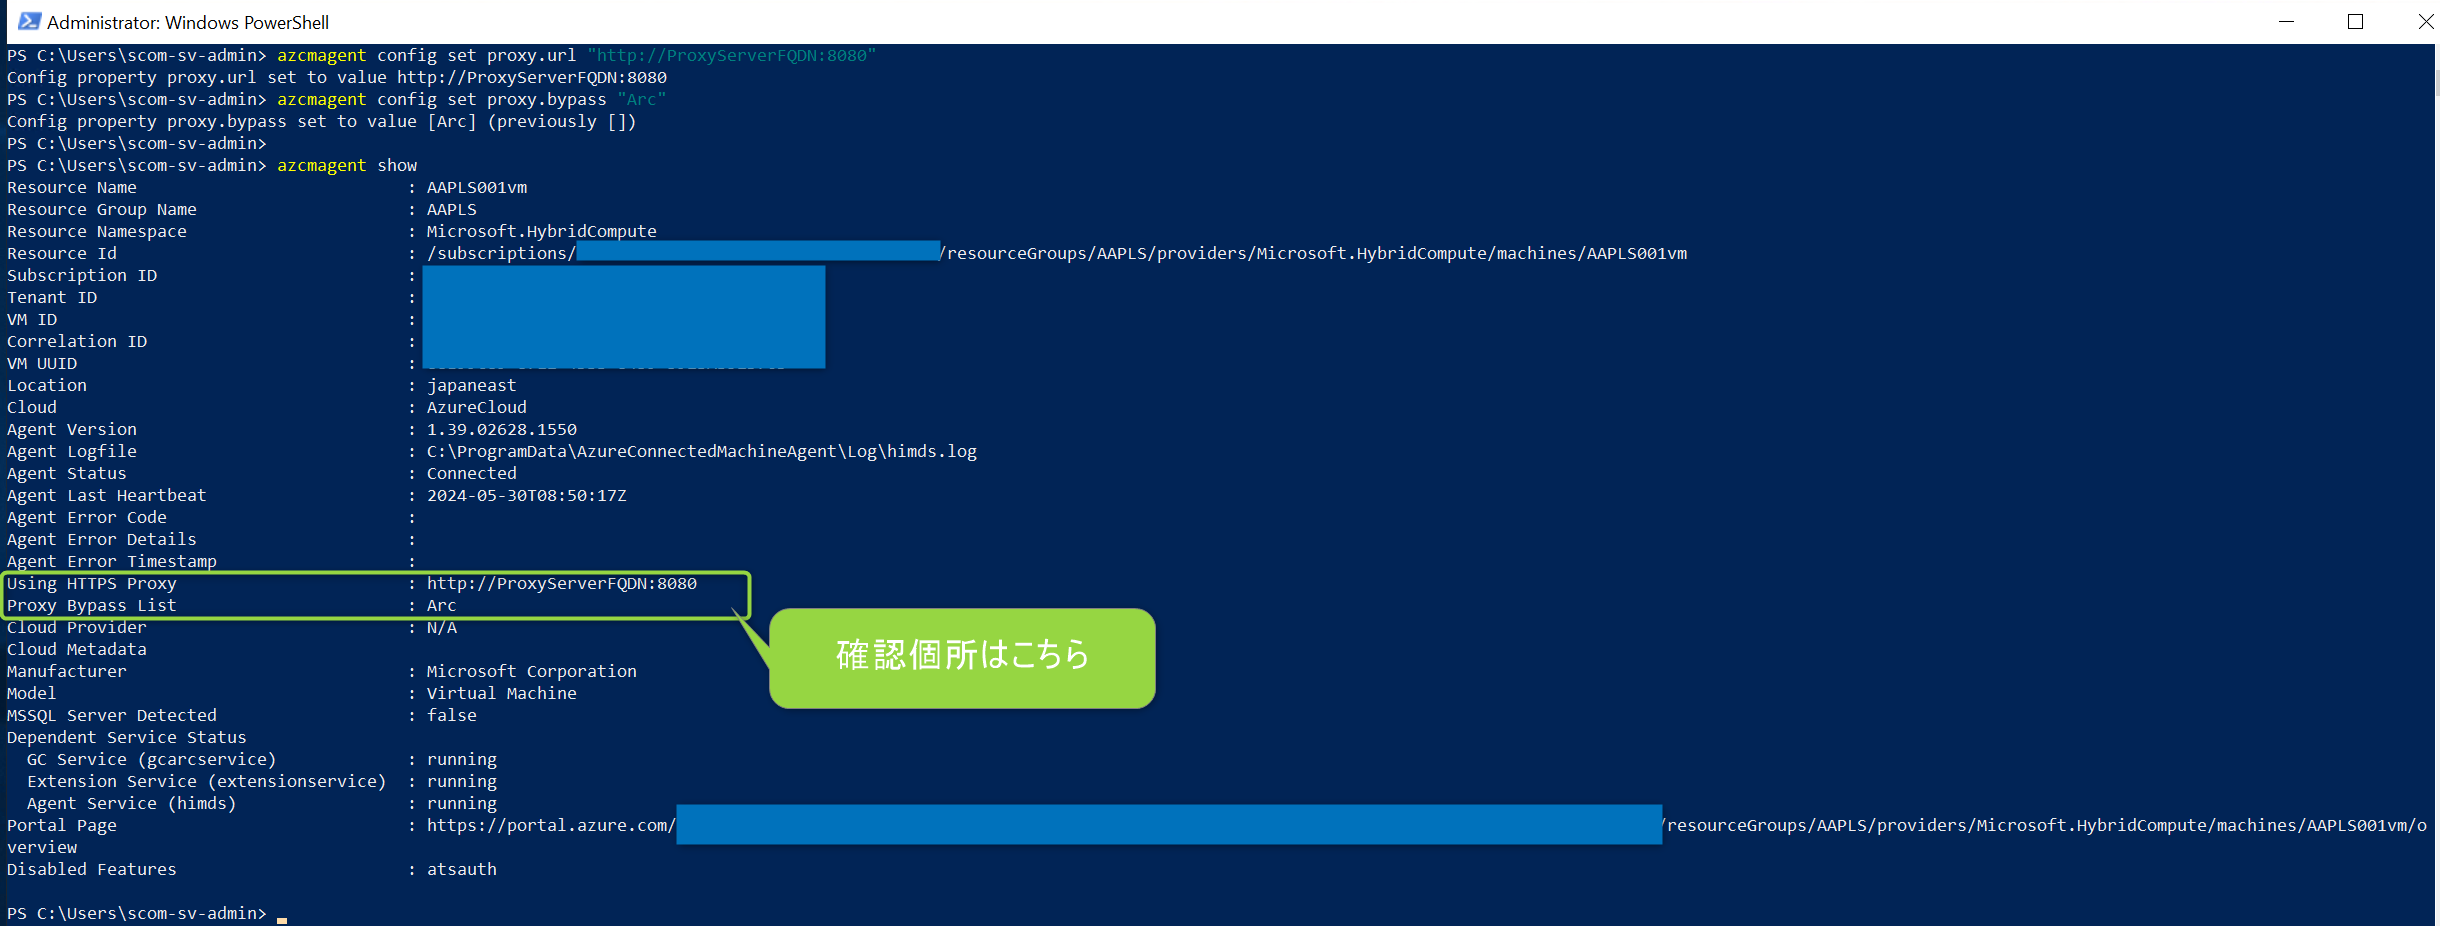 Administrator: Windows PowerShell
PS C:\Users\scom-sv-admin> azcmagent config set proxy.url "http://ProxyServerFQDN:8080"
Config property proxy.url set to value http://ProxyServerFQDN:8080
PS C:\Users\scom-sv-admin> azcmagent config set proxy.bypass "Arc"
Config property proxy.bypass set to value [Arc] (previously [])
PS C:\Users\scom-sv-admin>
PS C:\Users\scom-sv-admin> azcmagent show
Resource Name : AAPLS001vm
Resource Group Name : AAPLS
Resource Namespace : Microsoft.HybridCompute
Resource Id : /subscriptions/ /resourceGroups/AAPLS/providers/Microsoft.HybridCompute/machines/AAPLS001vm
Subscription ID :
Tenant ID :
VM ID :
Correlation ID :
VM UUID :
Location : japaneast
Cloud : AzureCloud
Agent Version : 1.39.02628.1550
Agent Logfile : C:\ProgramData\AzureConnectedMachineAgent\Log\himds.log
Agent Status : Connected
Agent Last Heartbeat : 2024-05-30T08:50:17Z
Agent Error Code :
Agent Error Details :
Agent Error Timestamp :
Using HTTPS Proxy : http://ProxyServerFQDN:8080
Proxy Bypass List : Arc
Cloud Provider : N/A
確認個所はこちら
Cloud Metadata
Manufacturer : Microsoft Corporation
Model : Virtual Machine
MSSQL Server Detected : false
Dependent Service Status
GC Service (gcarcservice) : running
Extension Service (extensionservice) : running
Agent Service (himds) : running
Portal Page : https://portal.azure.com/ /resourceGroups/AAPLS/providers/Microsoft.HybridCompute/machines/AAPLS001vm/o
verview
Disabled Features : atsauth
PS C:\Users\scom-sv-admin>